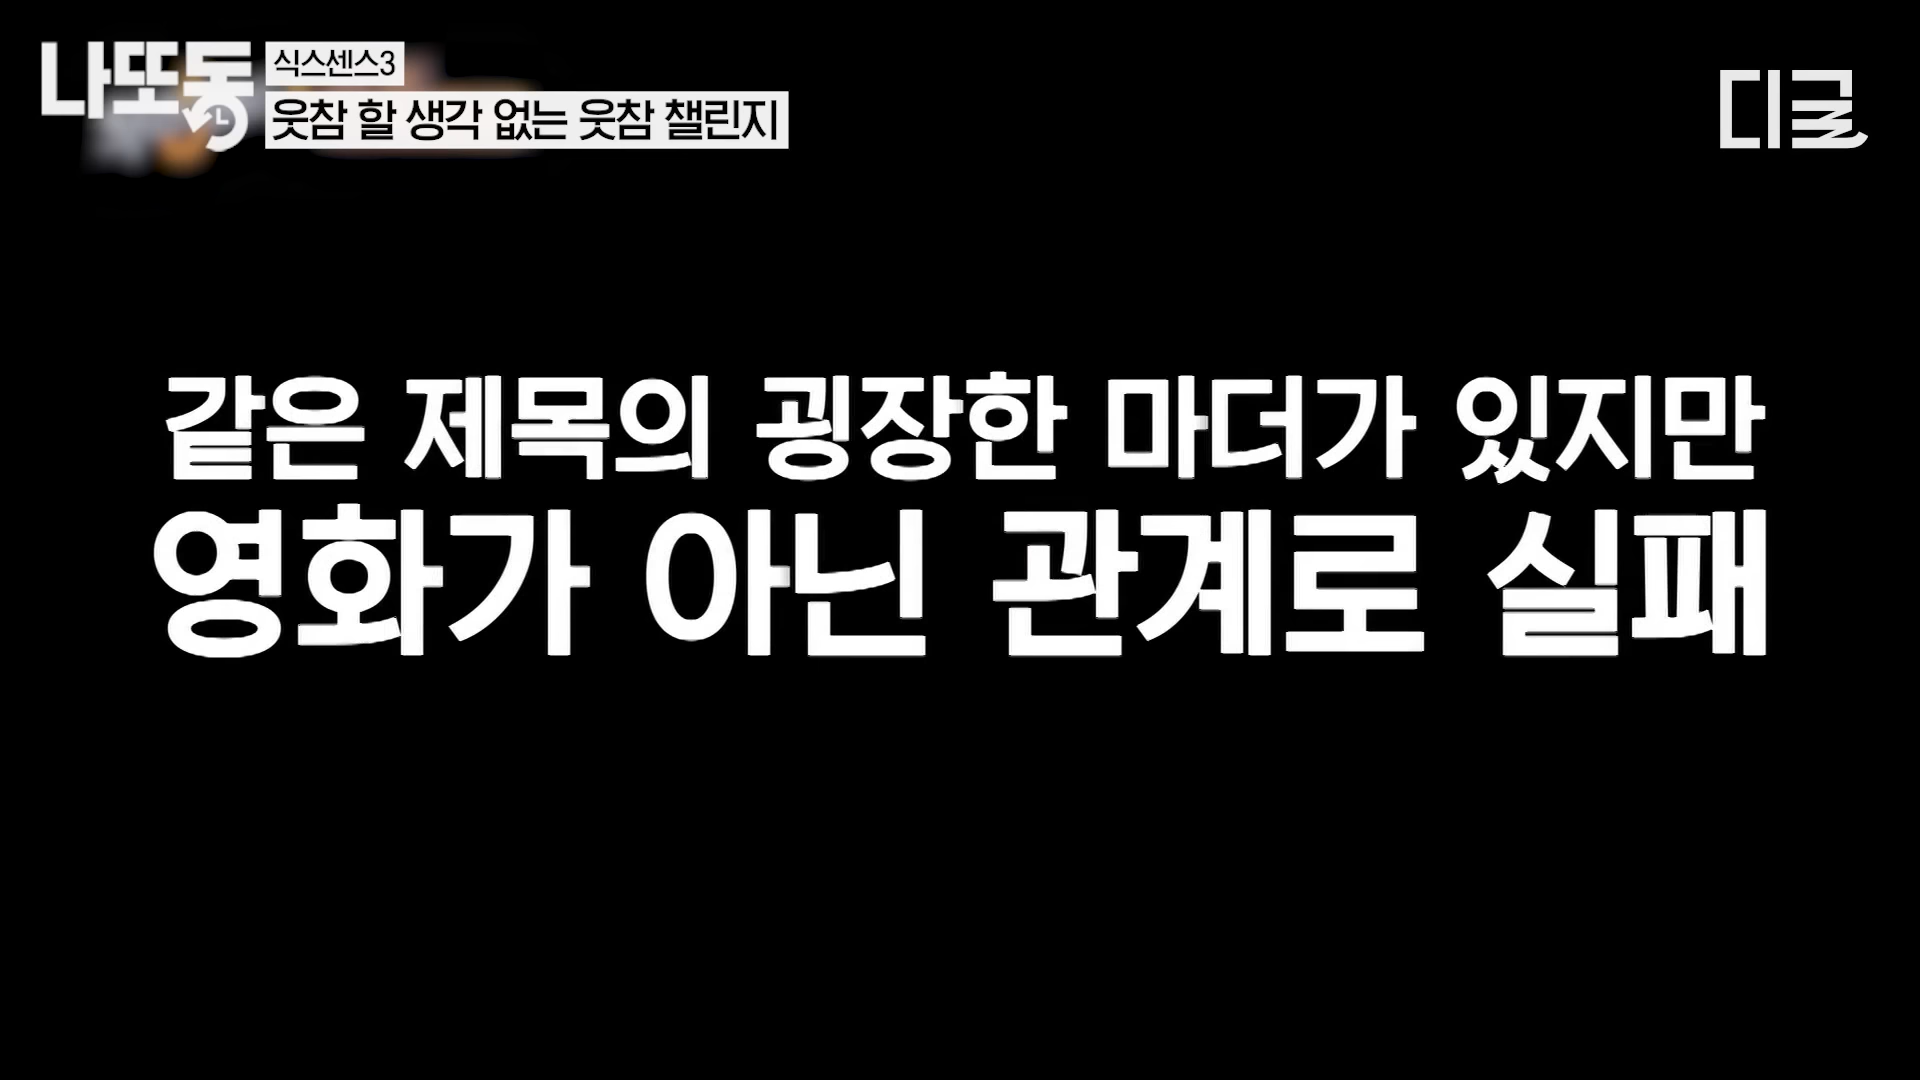 나또동
식스센스3
웃참 할 생각 없는 웃참 챌린지
디글
같은 제목의 굉장한 마더가 있지만
영화가 아닌 관계로 실패